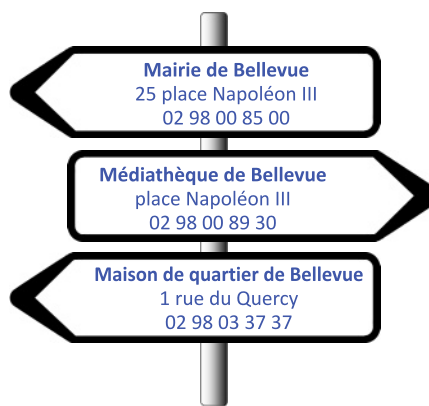 Mairie de Bellevue
25 place Napoléon III
02 98 00 85 00
Médiathèque de Bellevue
place Napoléon III
02 98 00 89 30
Maison de quartier de Bellevue
1 rue du Quercy
02 98 03 37 37